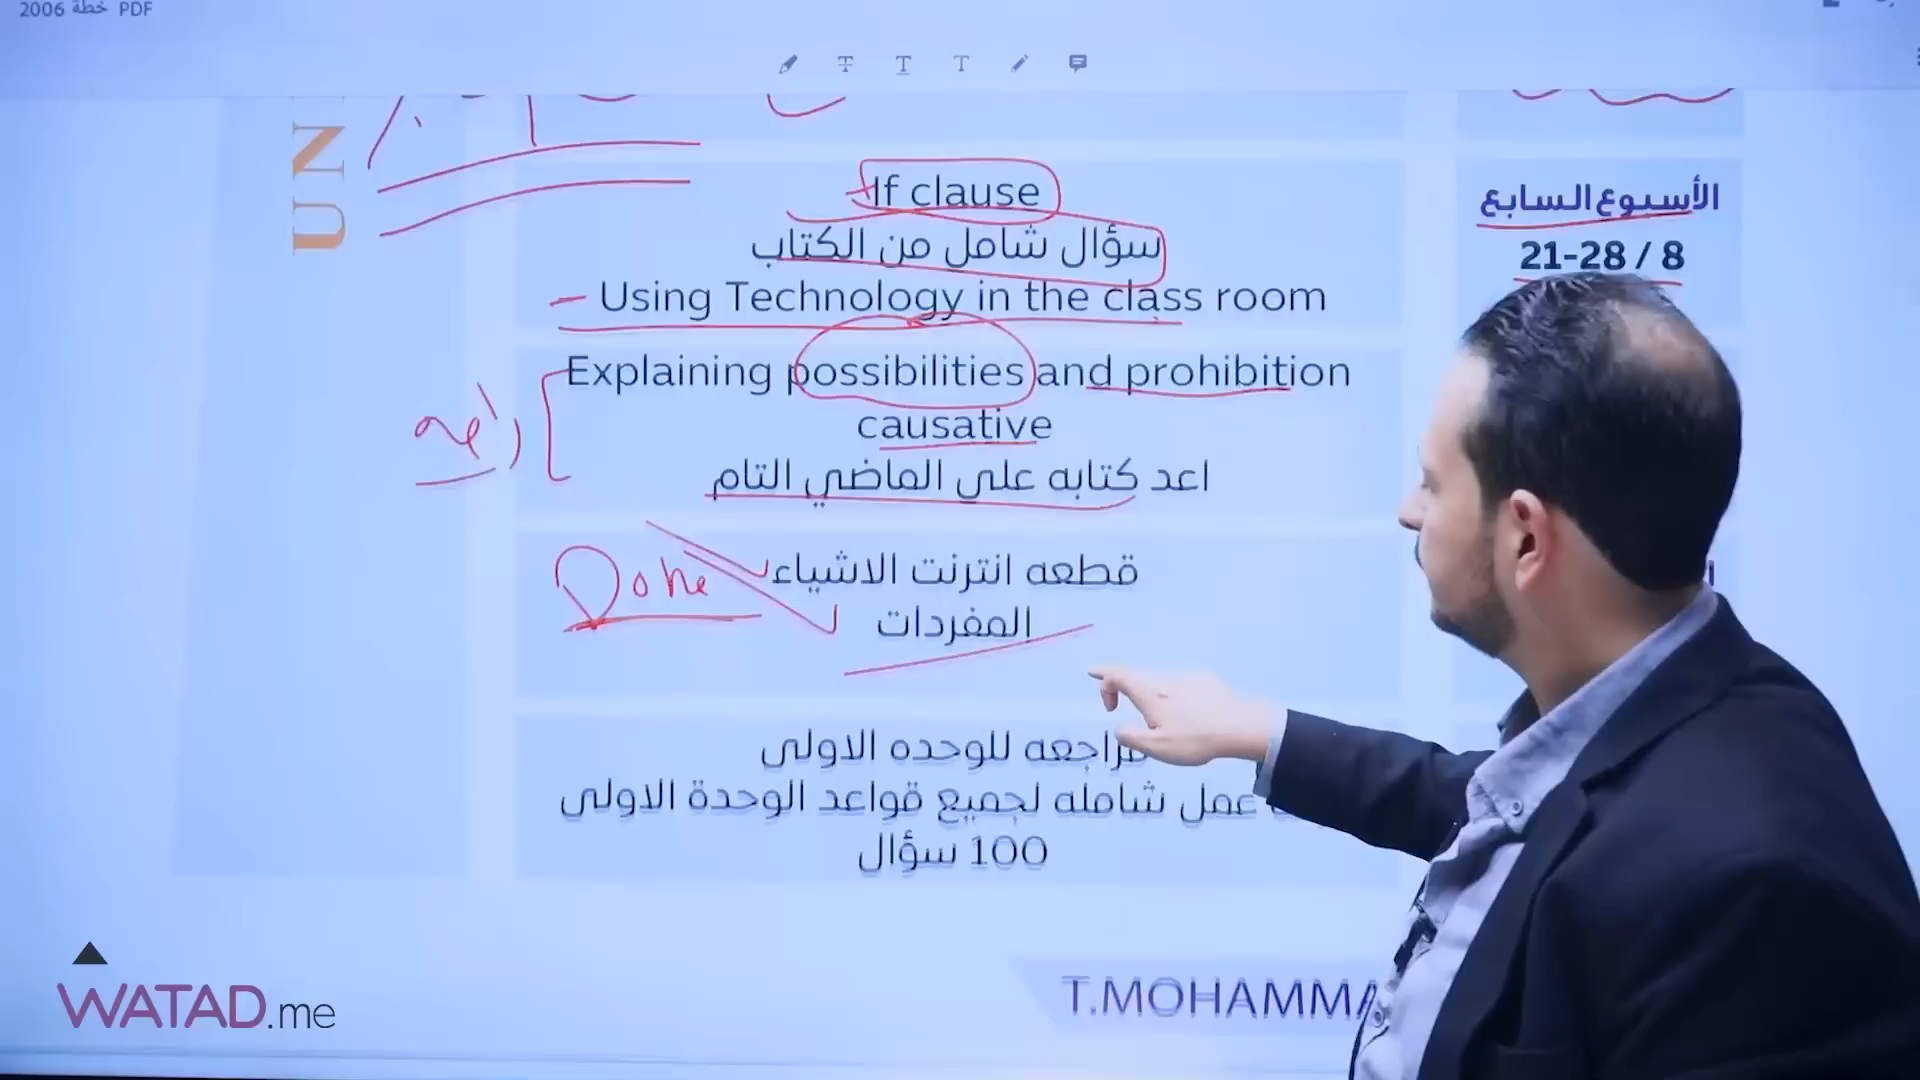 خطة 2006 PDF
UN
If clause
سؤال شامل من الكتاب
Using Technology in the class room
الأسبوع السابع
21-28 / 8
Explaining possibilities and prohibition
causative
اعد كتابه على الماضي التام
Done
قطعه انترنت الاشياء
المفردات
مراجعه للوحده الاولى
عمل شامله لجميع قواعد الوحدة الاولى
100 سؤال
WATAD.me
T.MOHAMMA